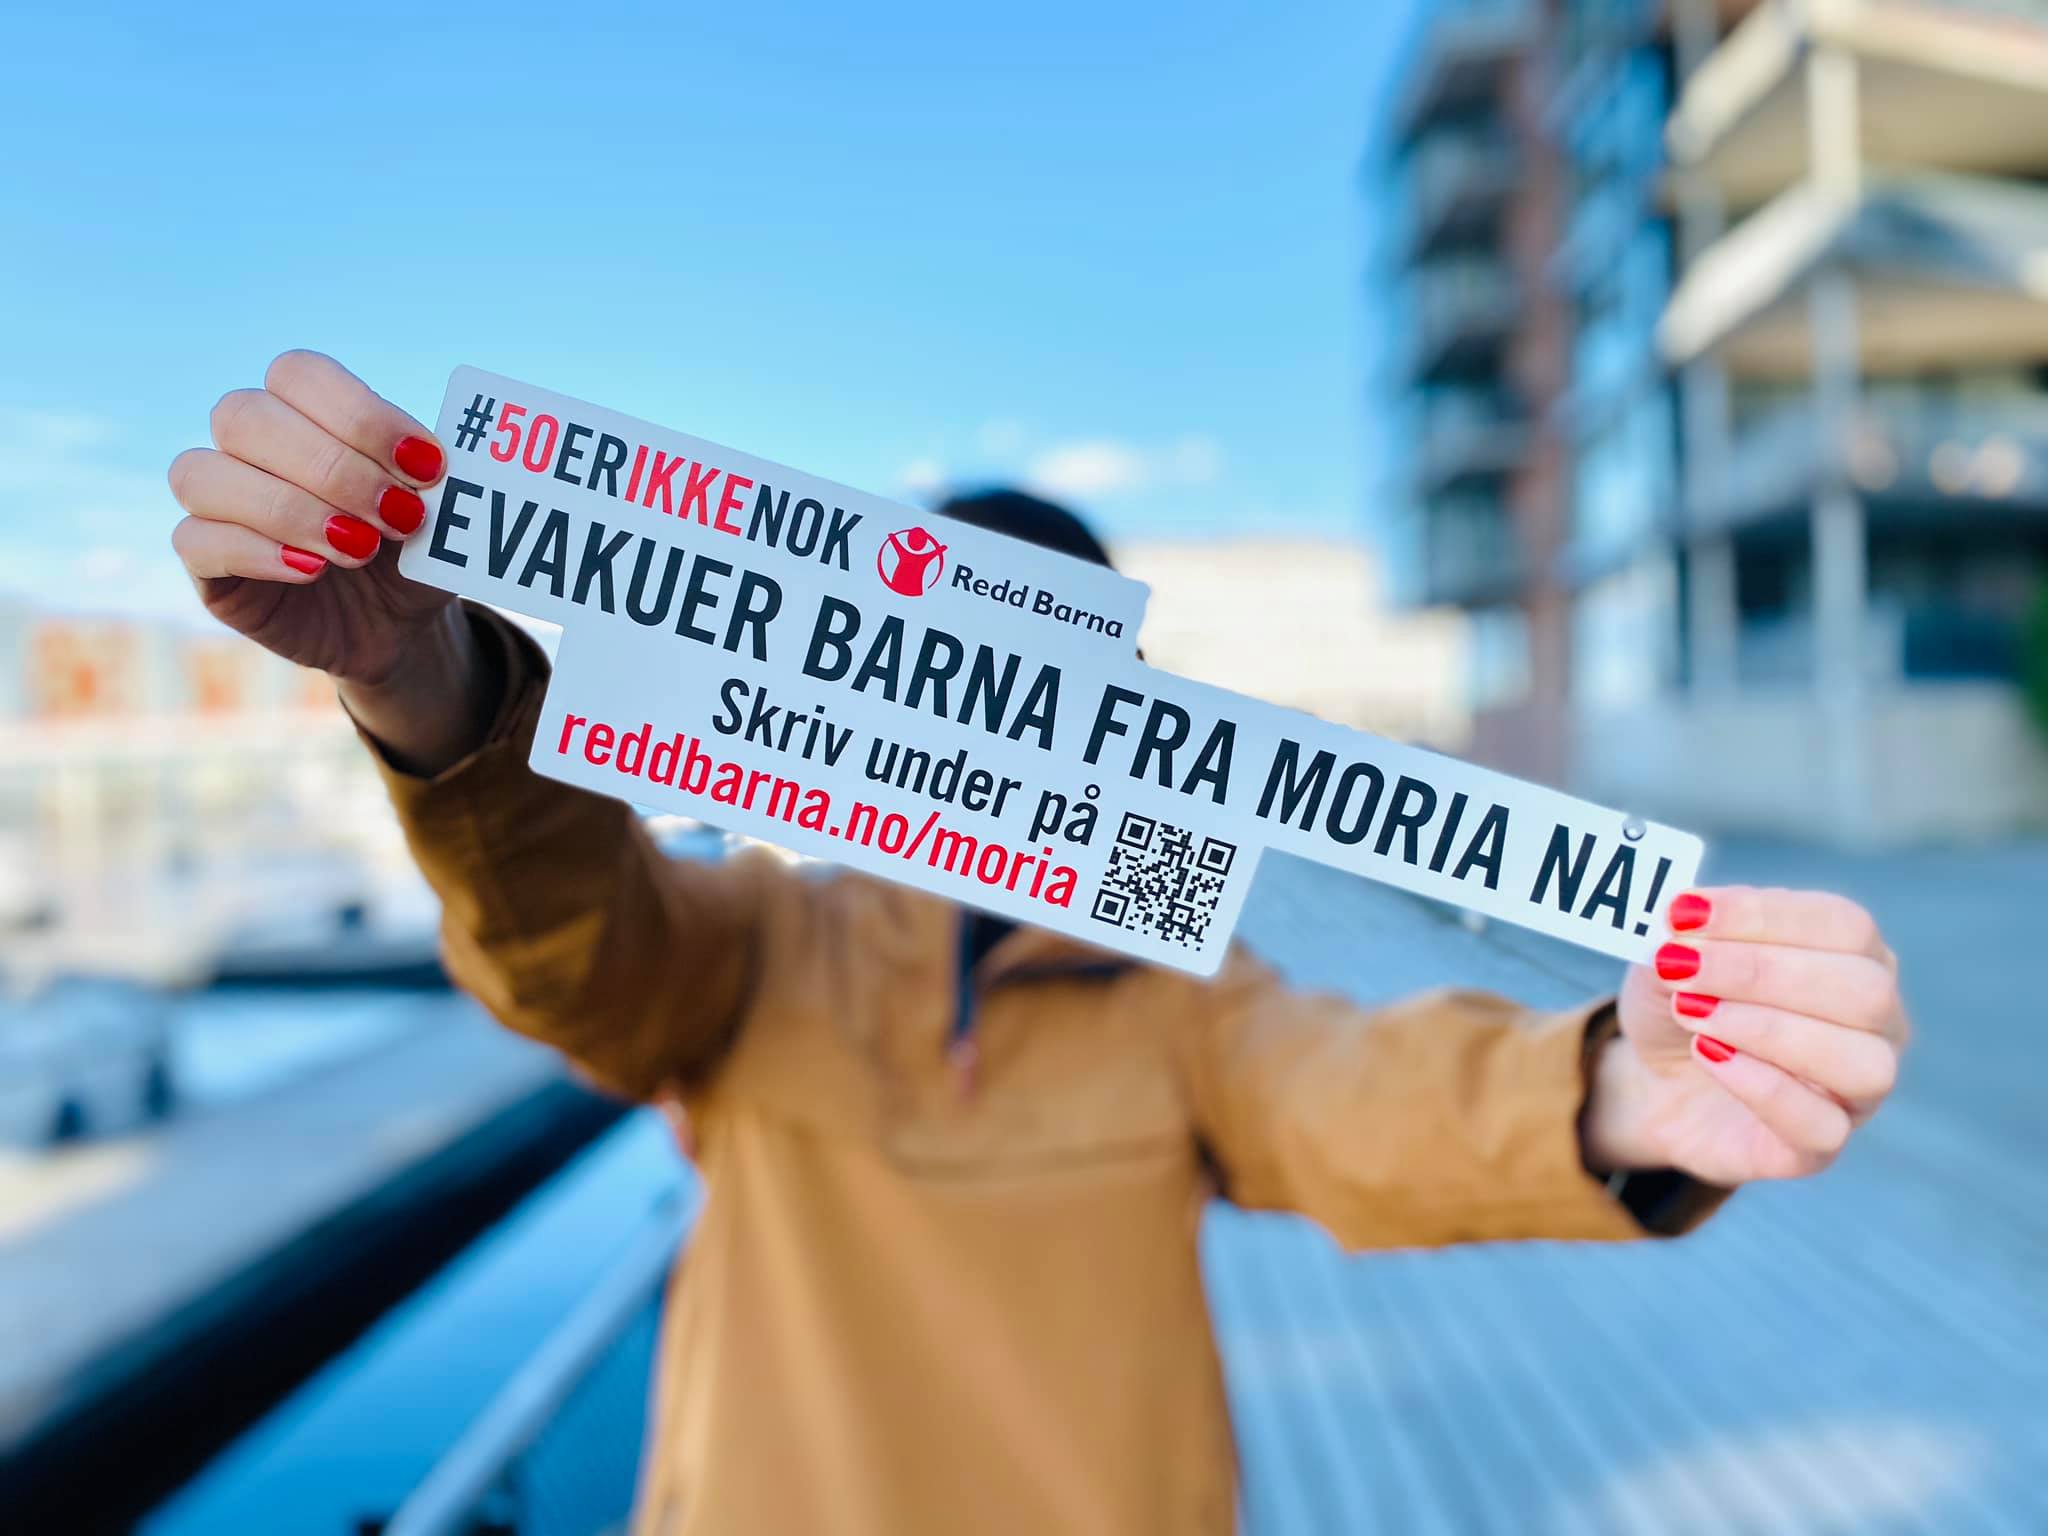 #50ERIKKENOK
Redd Barna
EVAKUER BARNA FRA MORIA NÅ!
Skriv under på
reddbarna.no/moria